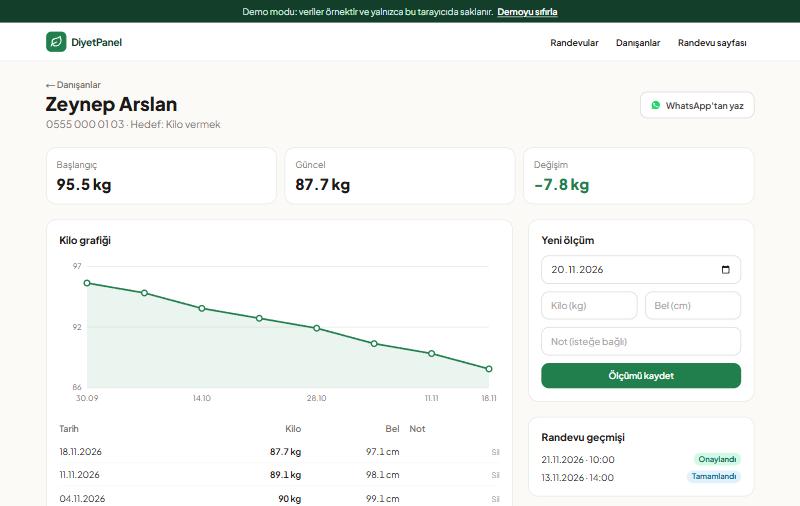 Demo modu: veriler örnektir ve yalnızca bu tarayıcıda saklanır. Demoyu sıfırla
DiyetPanel
Randevular Danışanlar Randevu sayfası
← Danışanlar
Zeynep Arslan
0555 000 01 03 · Hedef: Kilo vermek
WhatsApp'tan yaz
Başlangıç
95.5 kg
Güncel
87.7 kg
Değişim
−7.8 kg
Kilo grafiği
97
92
86
30.09 14.10 28.10 11.11 18.11
Tarih Kilo Bel Not
18.11.2026 87.7 kg 97.1 cm Sil
11.11.2026 89.1 kg 98.1 cm Sil
04.11.2026 90 kg 99.1 cm Sil
Yeni ölçüm
20.11.2026
Kilo (kg) Bel (cm)
Not (isteğe bağlı)
Ölçümü kaydet
Randevu geçmişi
21.11.2026 · 10:00 Onaylandı
13.11.2026 · 14:00 Tamamlandı